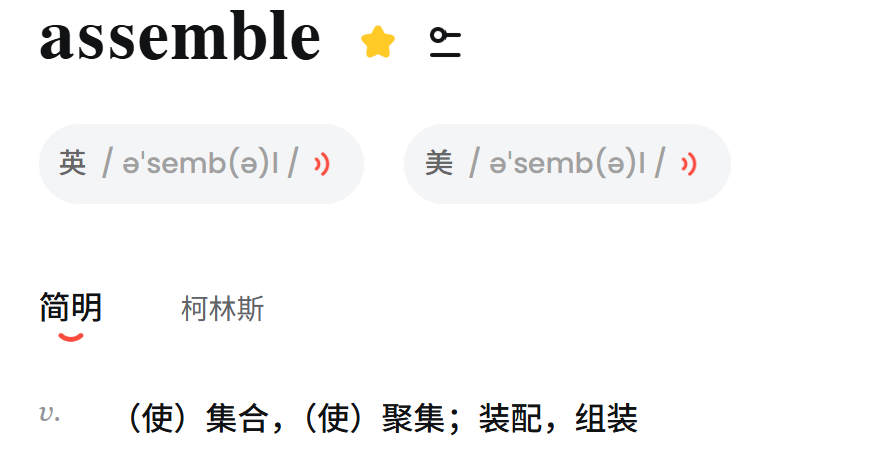 assemble
英 / ə'semb(ə)l / 美 / ə'semb(ə)l /
简明 柯林斯
v. （使）集合，（使）聚集；装配，组装